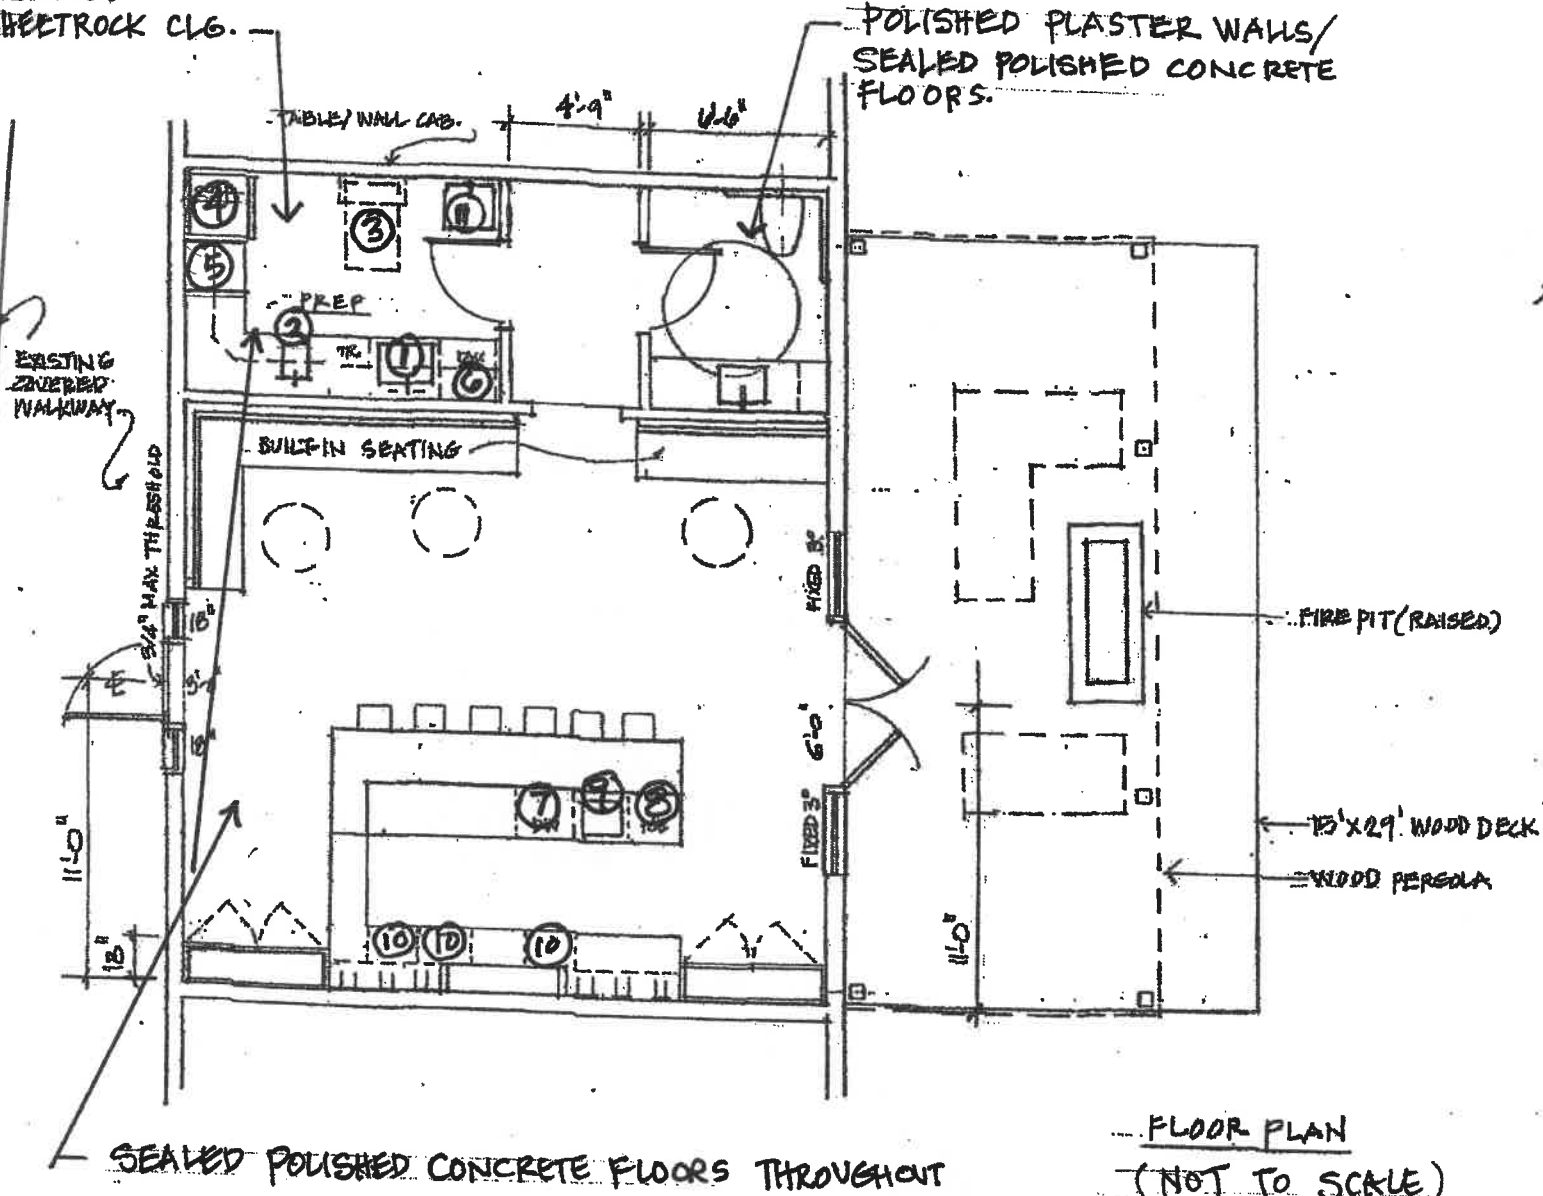 HEETROCK CLG.
POLISHED PLASTER WALLS/
SEALED POLISHED CONCRETE
FLOORS.
TABLE/WALL CAB.
4'-9"
6'-6"
4
3
11
5
PREP
2
TR.
1
6
EXISTING
COVERED
WALKWAY
BUILT-IN SEATING
3/4" MAX THRESHOLD
FIXED 3°
18"
FIRE PIT (RAISED)
3'
18"
6'-0"
7
9
8
FIXED 3°
15'X29' WOOD DECK
WOOD PERGOLA
11'-0"
11'-0"
18"
10
10
10
FLOOR PLAN
(NOT TO SCALE)
SEALED POLISHED CONCRETE FLOORS THROUGHOUT